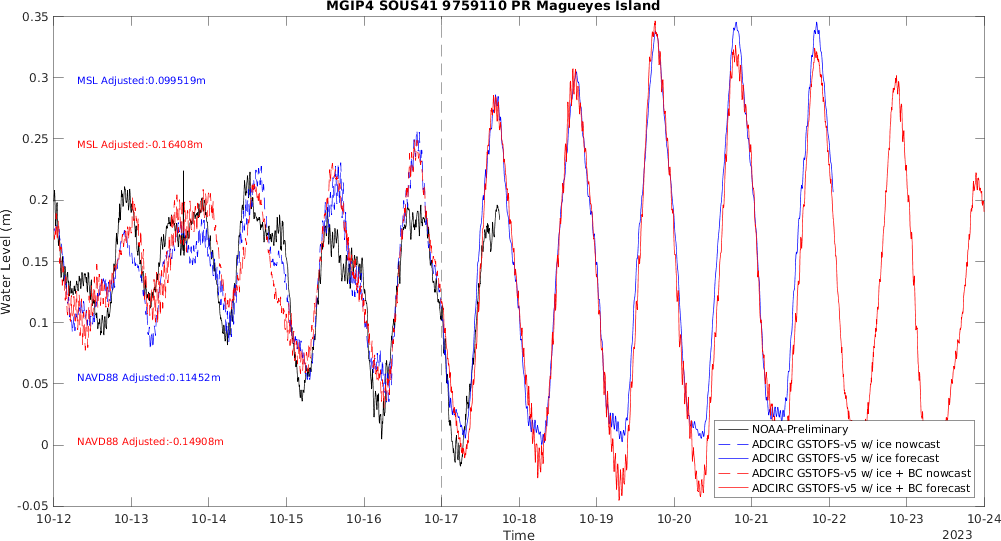 MGIP4 SOUS41 9759110 PR Magueyes Island
0.35
0.3
0.25
0.2
0.15
0.1
0.05
0
-0.05
Water Level (m)
MSL Adjusted:0.099519m
MSL Adjusted:-0.16408m
NAVD88 Adjusted:0.11452m
NAVD88 Adjusted:-0.14908m
NOAA-Preliminary
ADCIRC GSTOFS-v5 w/ ice nowcast
ADCIRC GSTOFS-v5 w/ ice forecast
ADCIRC GSTOFS-v5 w/ ice + BC nowcast
ADCIRC GSTOFS-v5 w/ ice + BC forecast
10-12 10-13 10-14 10-15 10-16 10-17 10-18 10-19 10-20 10-21 10-22 10-23 10-24
Time
2023